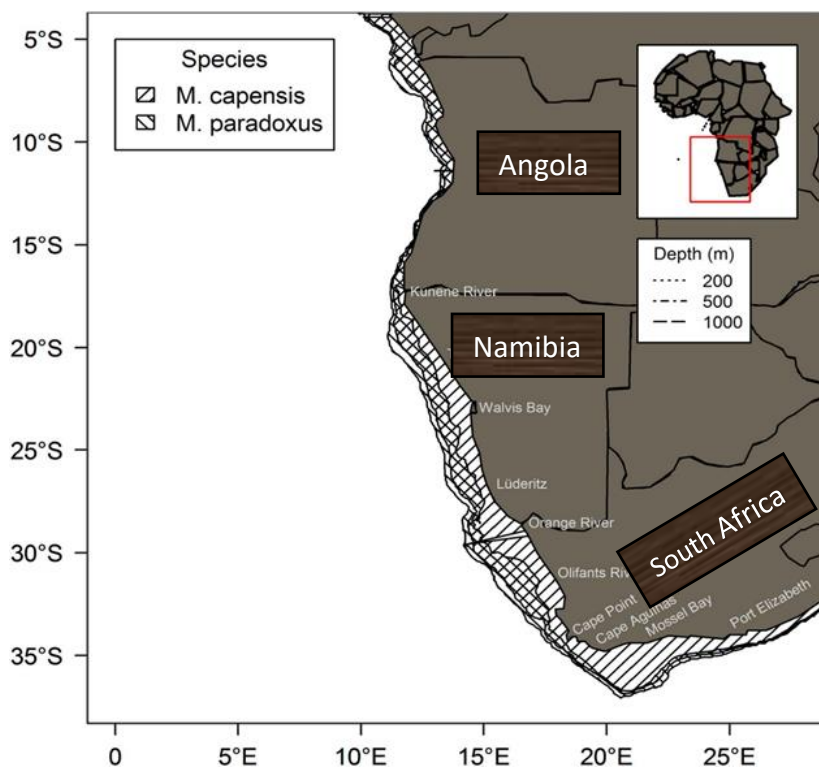 5°S
10°S
15°S
20°S
25°S
30°S
35°S
Species
M. capensis
M. paradoxus
Angola
Depth (m)
200
500
1000
Kunene River
Namibia
Walvis Bay
Lüderitz
Orange River
South Africa
Olifants
Cape Point
Cape Agulhas
Mossel Bay
Port Elizabeth
0
5°E
10°E
15°E
20°E
25°E